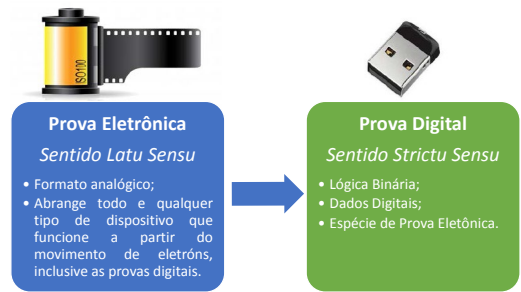 ISO100
Prova Eletrônica
Sentido Latu Sensu
• Formato analógico;
• Abrange todo e qualquer
tipo de dispositivo que
funcione a partir do
movimento de eletróns,
inclusive as provas digitais.
Prova Digital
Sentido Strictu Sensu
• Lógica Binária;
• Dados Digitais;
• Espécie de Prova Eletônica.